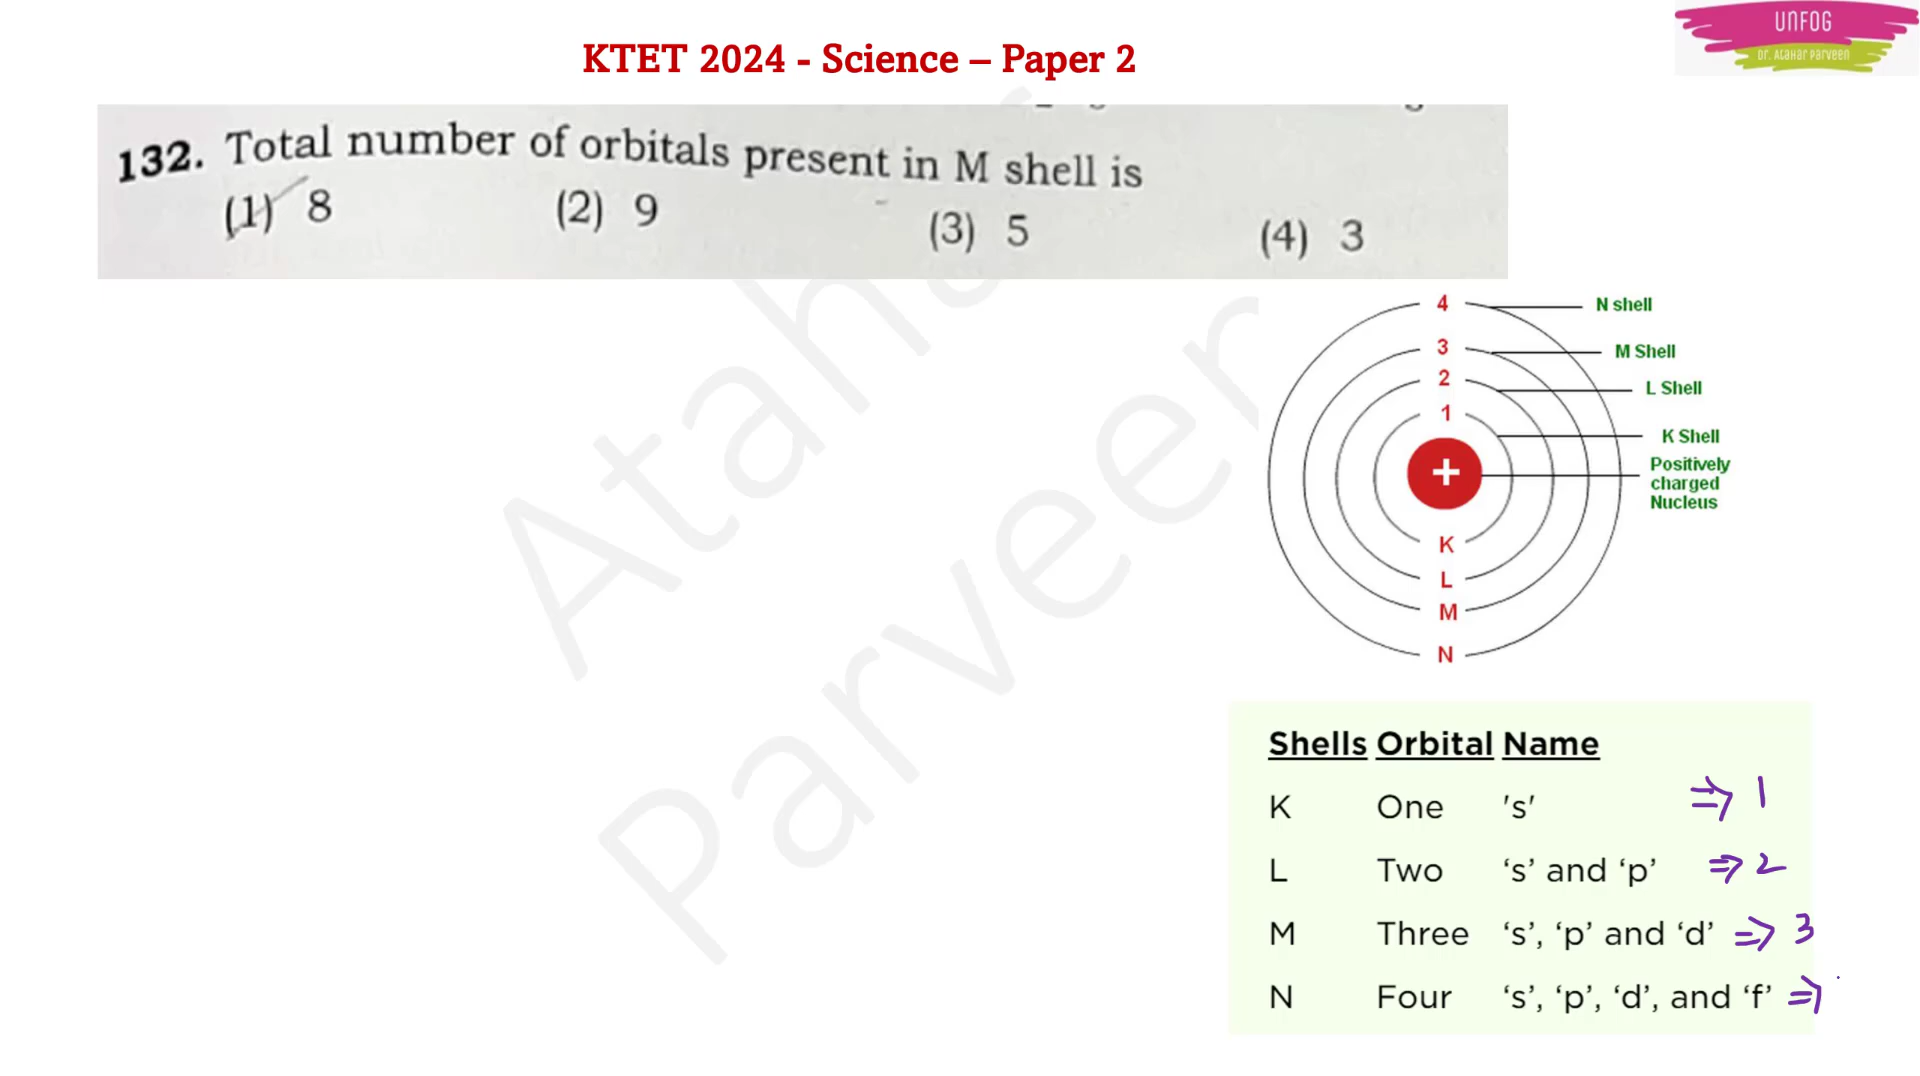 UNFOG
Dr. Atahar Parveen
KTET 2024 - Science – Paper 2
132. Total number of orbitals present in M shell is
(1) 8 (2) 9 (3) 5 (4) 3
Atahar
Parveen
4 N shell
3 M Shell
2 L Shell
1 K Shell
+ Positively
charged
Nucleus
K
L
M
N
Shells Orbital Name
K One 's' ⇒ 1
L Two ‘s’ and ‘p’ ⇒ 2
M Three ‘s’, ‘p’ and ‘d’ ⇒ 3
N Four ‘s’, ‘p’, ‘d’, and ‘f’ ⇒